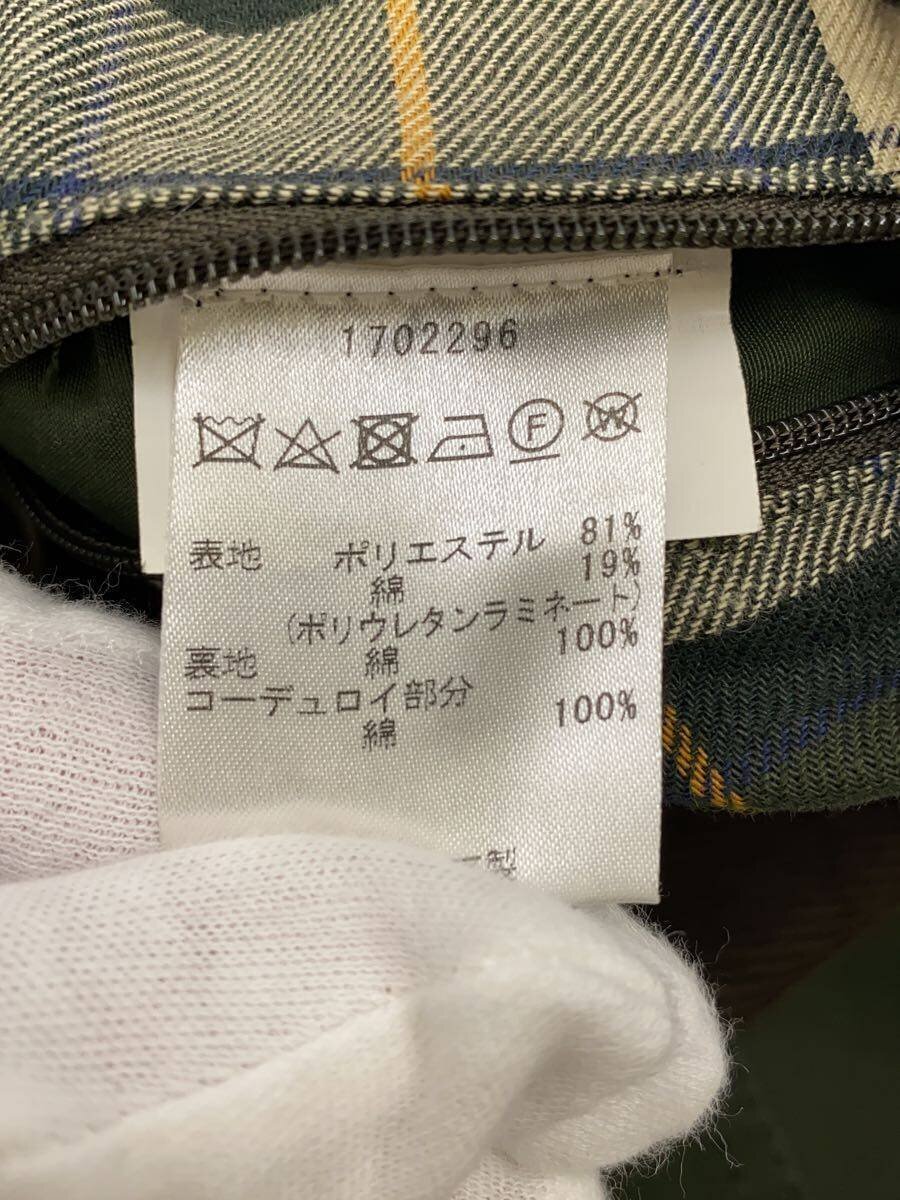 1702296
F
W
表地 ポリエステル 81%
綿 19%
(ポリウレタンラミネート)
裏地 綿 100%
コーデュロイ部分
綿 100%
製